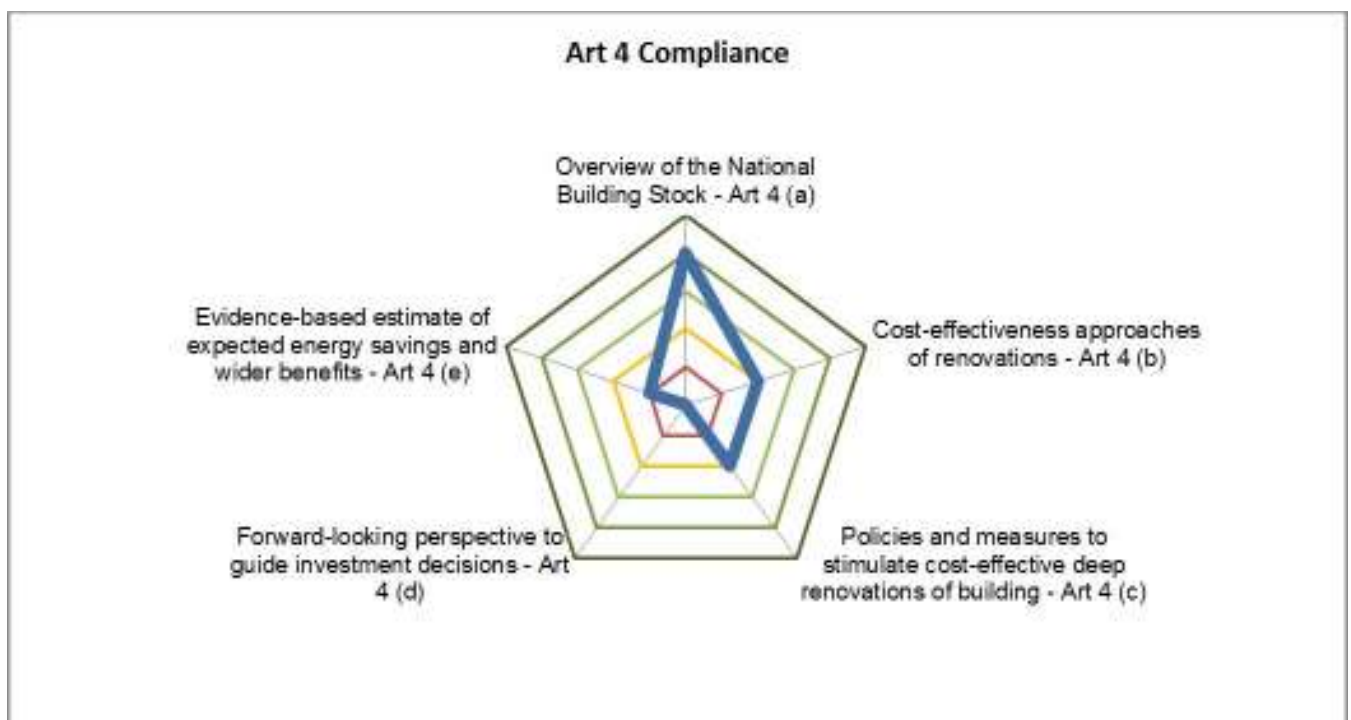 Art 4 Compliance
Overview of the National
Building Stock - Art 4 (a)
Cost-effectiveness approaches
of renovations - Art 4 (b)
Policies and measures to
stimulate cost-effective deep
renovations of building - Art 4 (c)
Forward-looking perspective to
guide investment decisions - Art
4 (d)
Evidence-based estimate of
expected energy savings and
wider benefits - Art 4 (e)